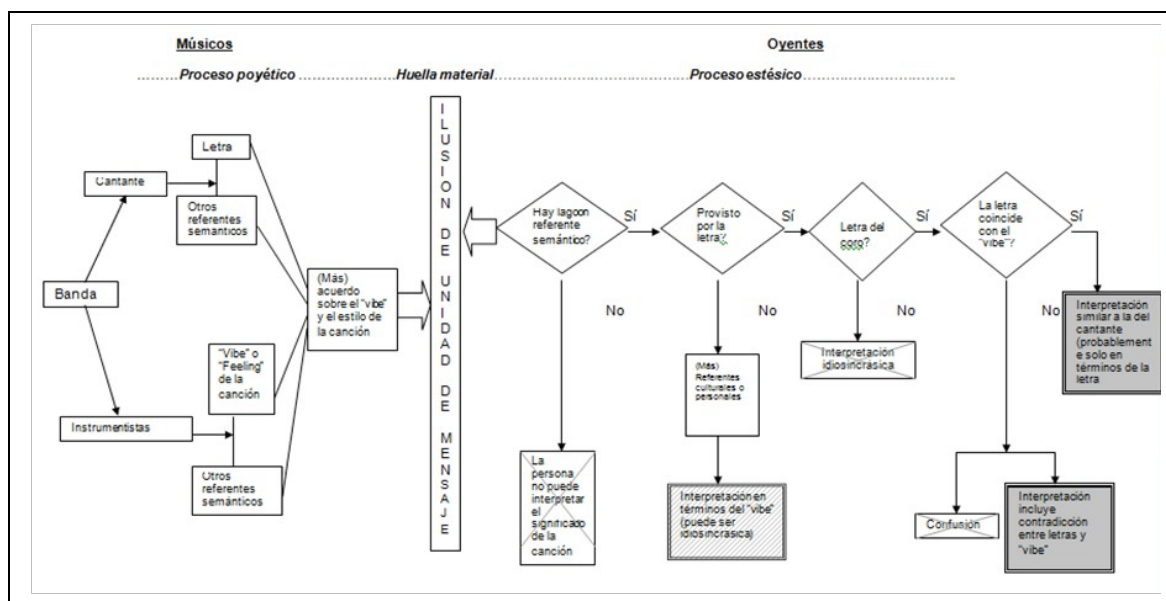 Músicos
Oyentes
Proceso poyético
Huella material
Proceso estésico
Letra
Cantante
Otros
referentes
semánticos
Banda
(Más)
acuerdo
sobre el "vibe"
y el estilo de
la canción
"Vibe" o
"Feeling"
de la
canción
Instrumentistas
Otros
referentes
semánticos
ILUSION DE UNIDAD DE MENSAJE
Hay lagoon
referente
semántico?
Sí
No
La
persona
no puede
interpretar
el
significado
de la
canción
Provisto
por la
letra?
Sí
No
(Más)
Referentes
culturales o
personales
Interpretación en
términos del "vibe"
(puede ser
idiosincrásica)
Letra del
coro?
Sí
No
Interpretación
idiosincrásica
La letra
coincide
con el
"vibe"?
Sí
No
Interpretación
similar a la del
cantante
(probablement
e solo en
términos de la
letra
Confusión
Interpretación
incluye
contradicción
entre letras y
"vibe"